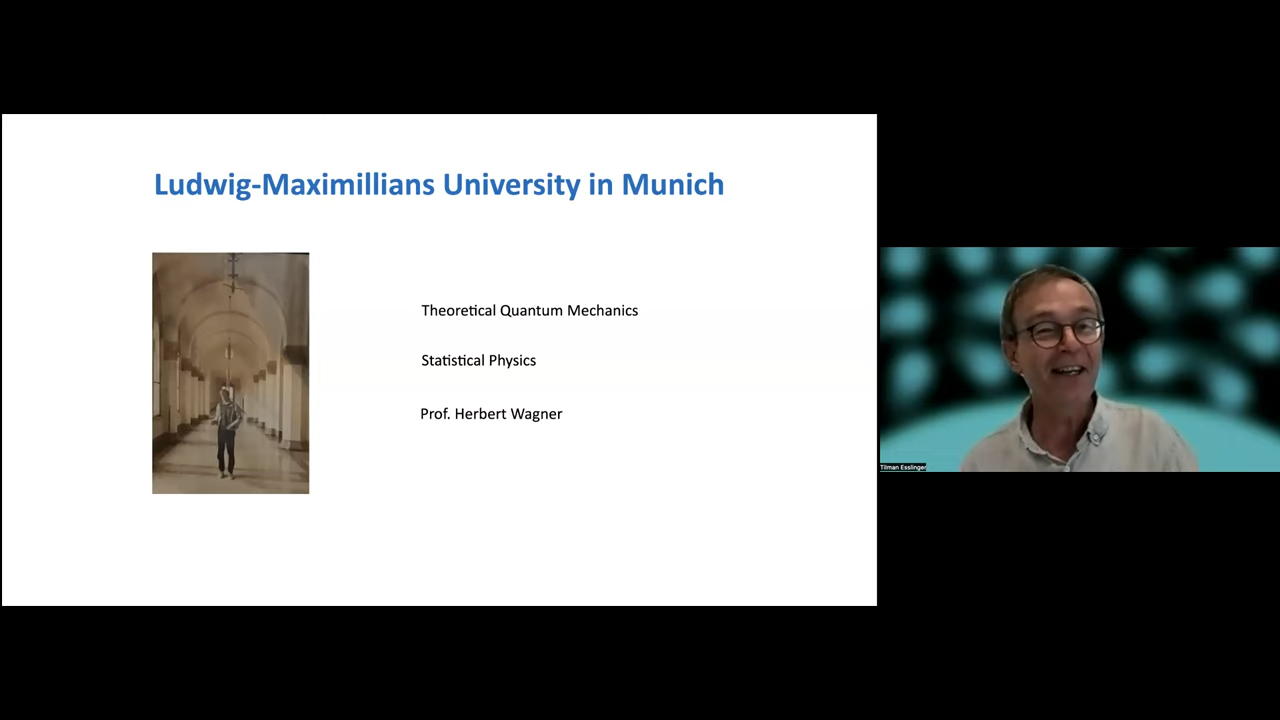 Ludwig-Maximillians University in Munich
Theoretical Quantum Mechanics
Statistical Physics
Prof. Herbert Wagner
Tilman Esslinger